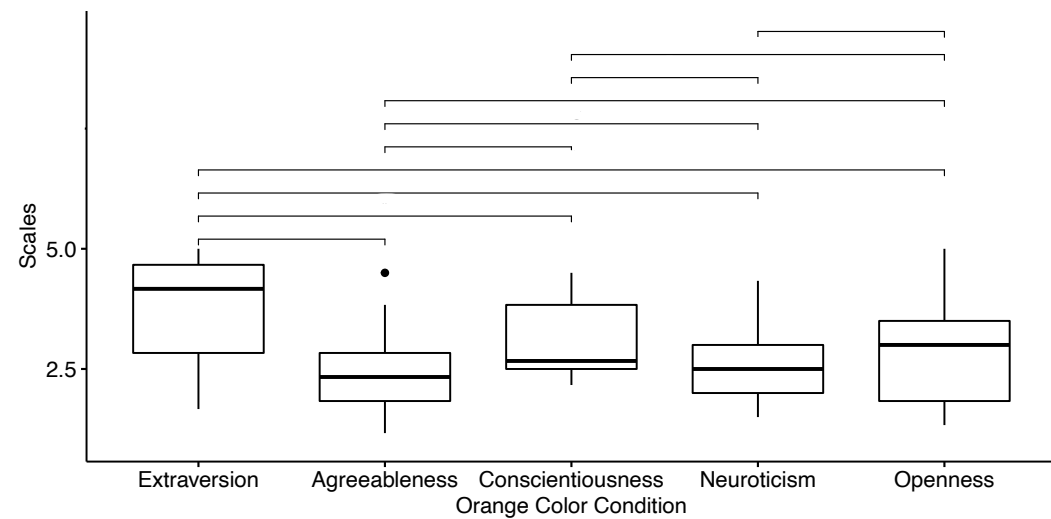 Scales
5.0
2.5
Extraversion Agreeableness Conscientiousness Neuroticism Openness
Orange Color Condition